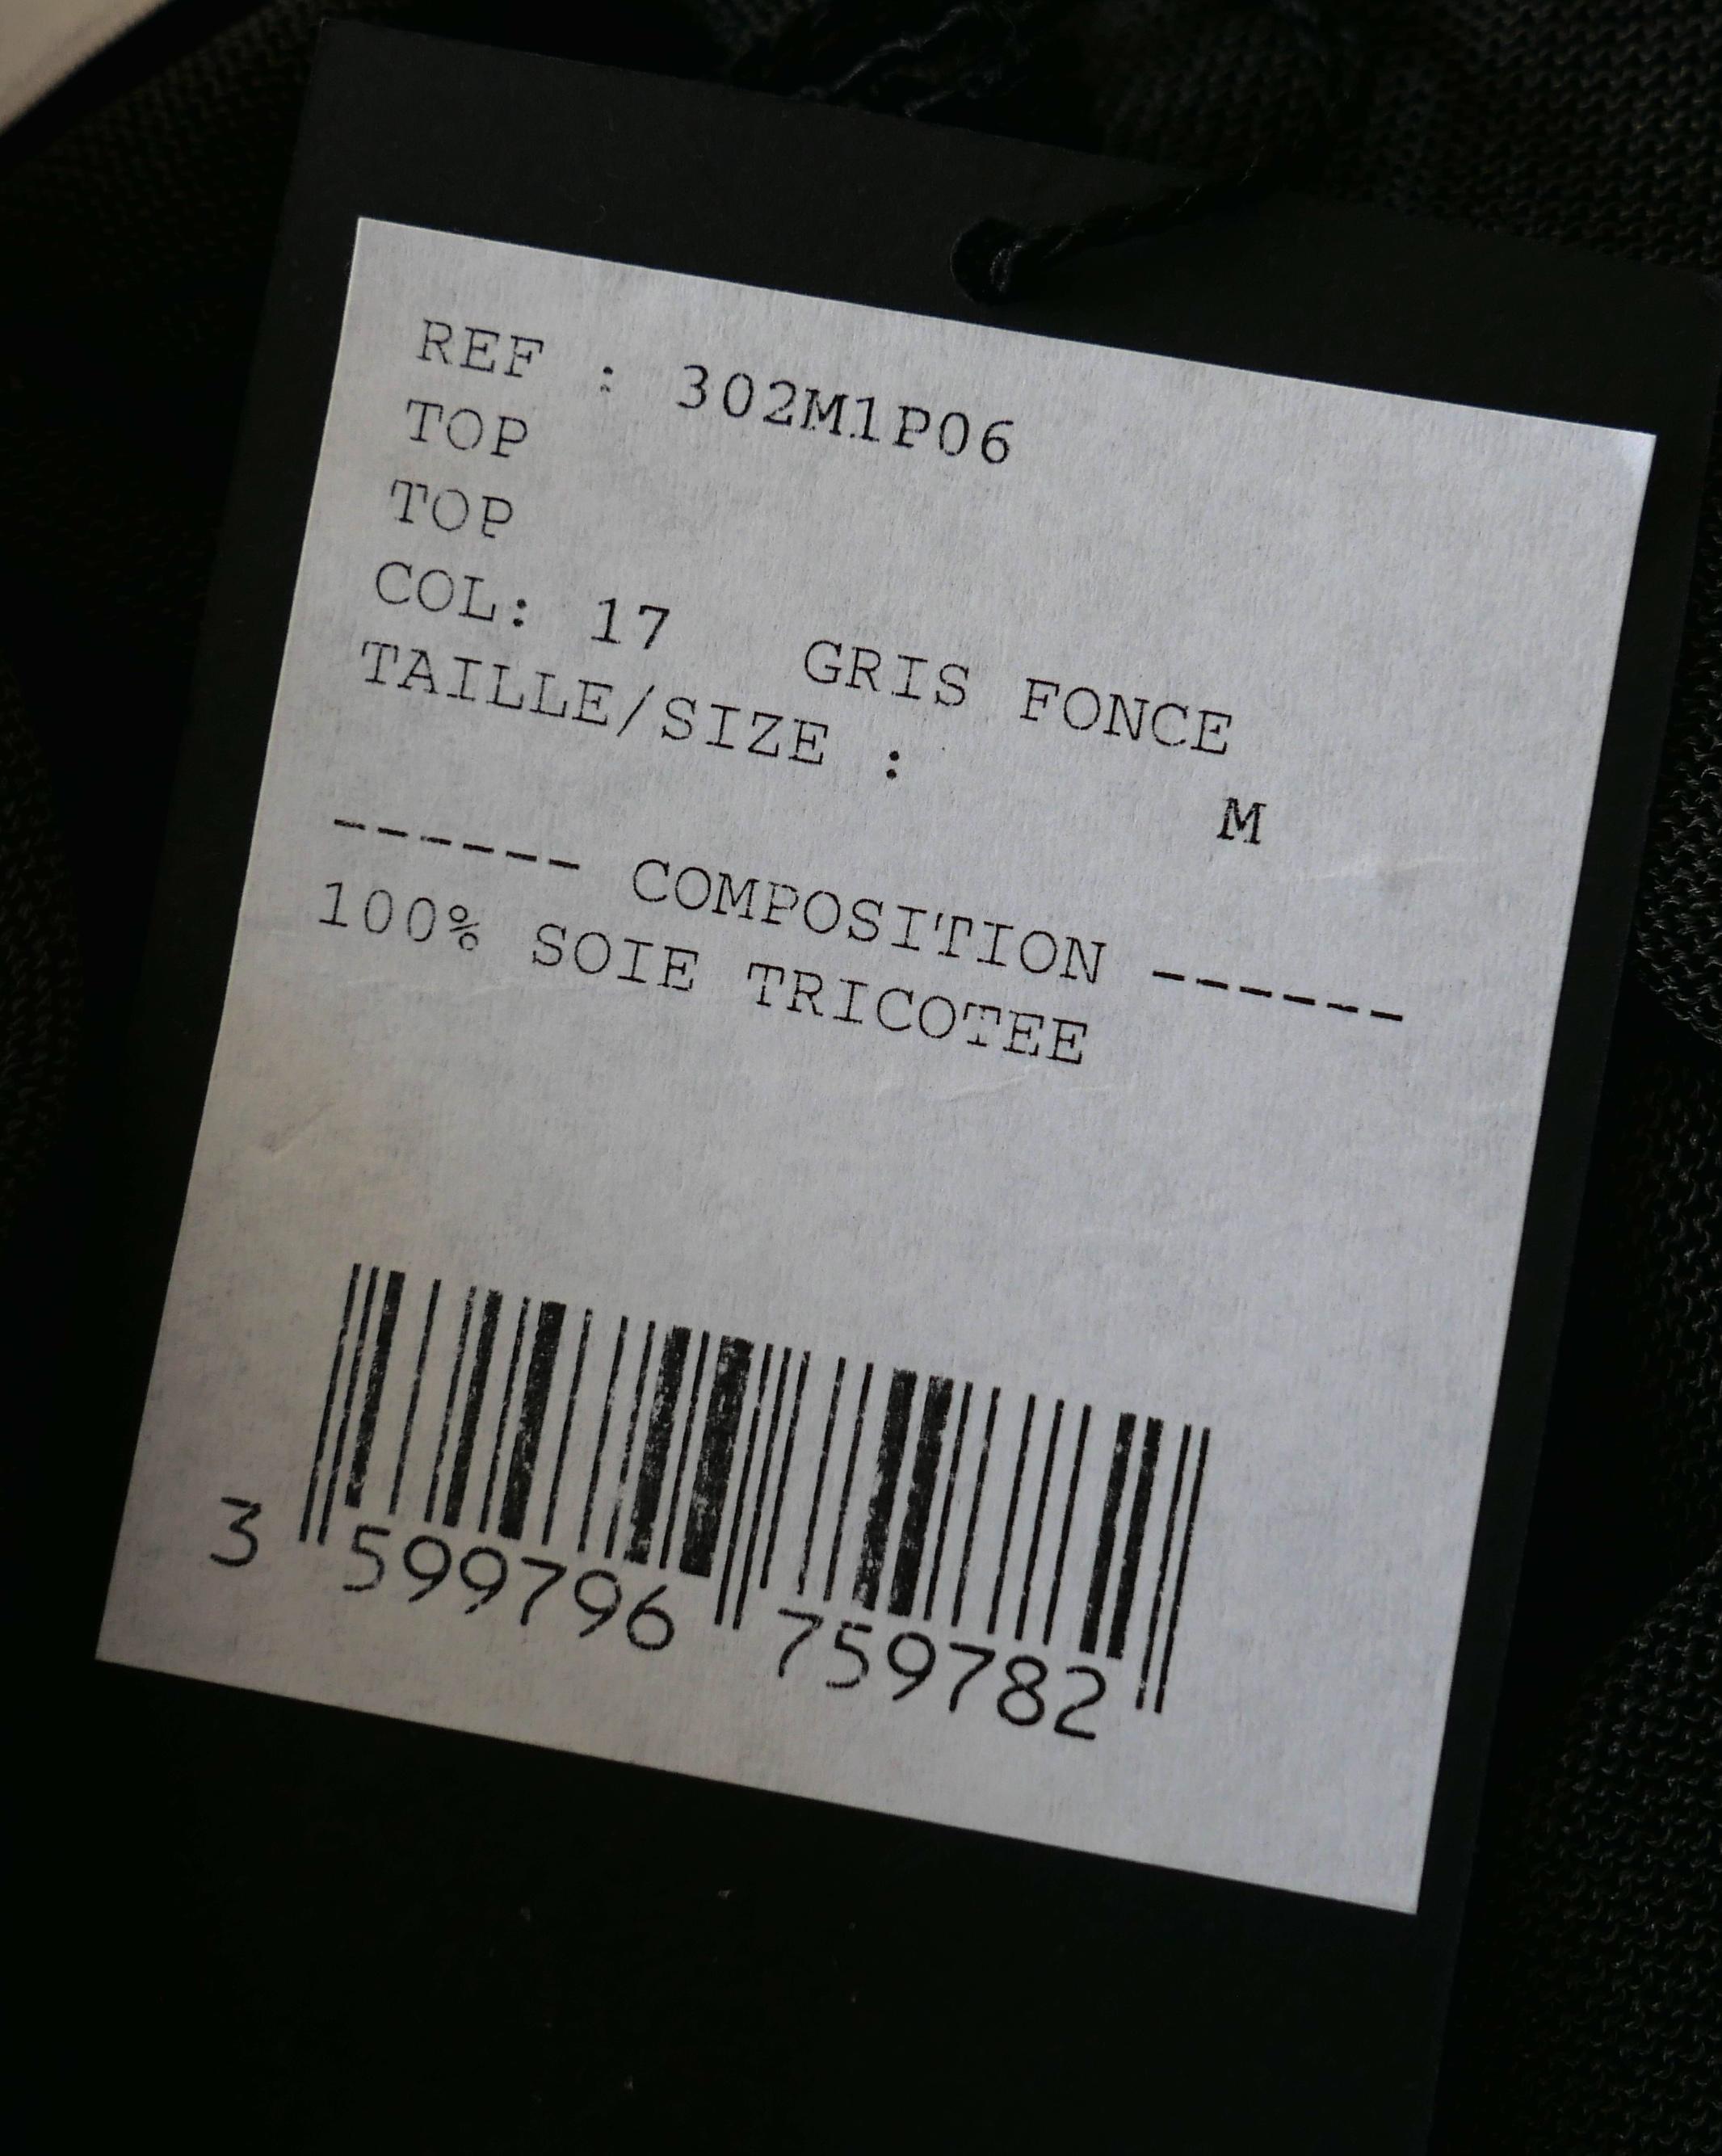 REF : 302M1P06
TOP
TOP
COL: 17 GRIS FONCE
TAILLE/SIZE : M
------ COMPOSITION ------
100% SOIE TRICOTEE
3 599796 759782